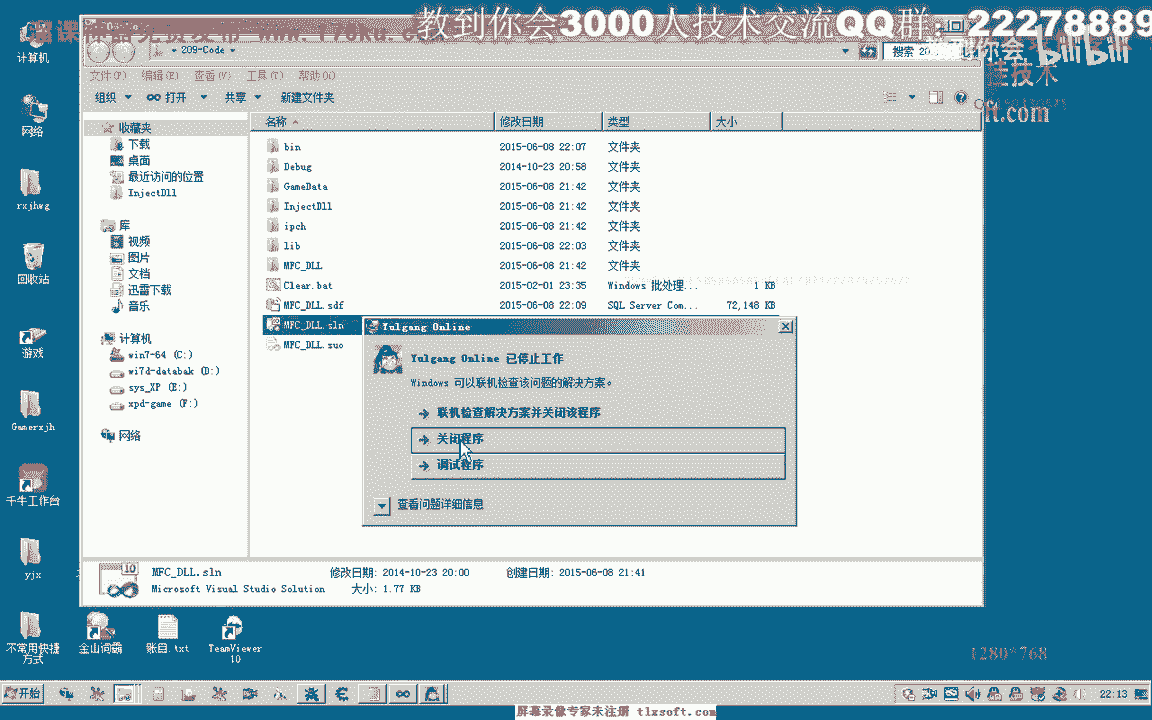 教到你会3000人技术交流QQ群
22278889
bilibili
209-Code
搜索 20
文件(F) 编辑(E) 查看(V) 工具(T) 帮助(H)
组织 打开 共享 新建文件夹
名称 修改日期 类型 大小
bin 2015-06-08 22:07 文件夹
Debug 2014-10-23 20:58 文件夹
GameData 2015-06-08 21:42 文件夹
InjectDll 2015-06-08 21:42 文件夹
ipch 2015-06-08 21:42 文件夹
lib 2015-06-08 22:03 文件夹
MFC_DLL 2015-06-08 21:42 文件夹
Clear.bat 2015-02-01 23:35 Windows 批处理... 1 KB
MFC_DLL.sdf 2015-06-08 22:09 SQL Server Com... 72,148 KB
MFC_DLL.sln
MFC_DLL.suo
收藏夹
下载
桌面
最近访问的位置
InjectDll
库
视频
图片
文档
迅雷下载
音乐
计算机
win7-64 (C:)
wi7d-databak (D:)
sys_XP (E:)
xpd-game (F:)
网络
Yulgang Online
Yulgang Online 已停止工作
Windows 可以联机检查该问题的解决方案。
联机检查解决方案并关闭该程序
关闭程序
调试程序
查看问题详细信息
MFC_DLL.sln 修改日期: 2014-10-23 20:00 创建日期: 2015-06-08 21:41
Microsoft Visual Studio Solution 大小: 1.77 KB
计算机
网络
rxjhwg
回收站
游戏
Gamerxjh
千牛工作台
yjx
不常用快捷方式
金山词霸
账目.txt
TeamViewer 10
1280*768
开始
22:13
屏幕录像专家未注册 tlxsoft.com